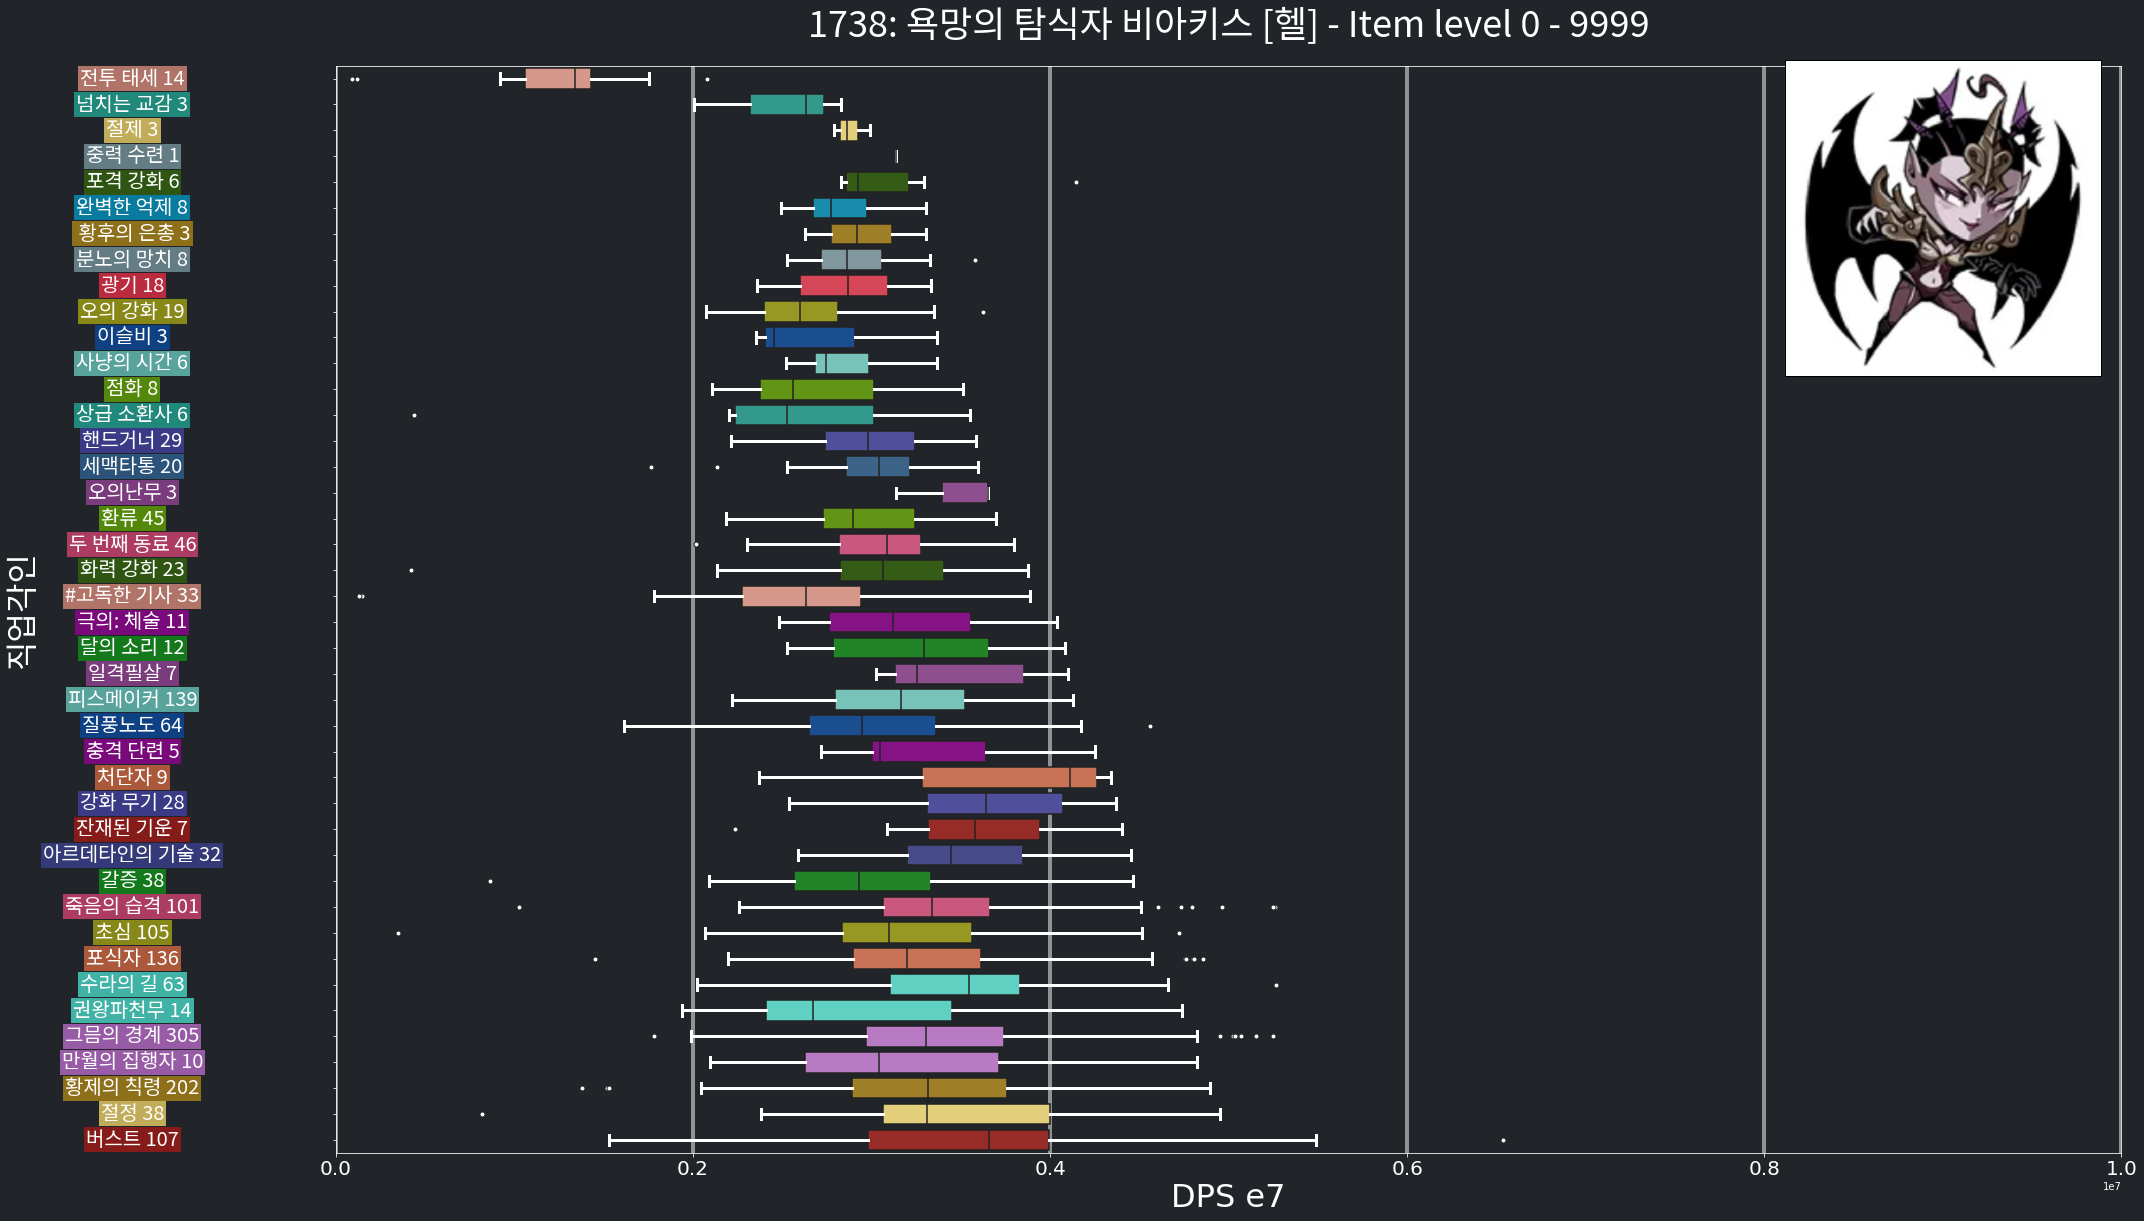 1738: 욕망의 탐식자 비아키스 [헬] - Item level 0 - 9999
직업각인
전투 태세 14
넘치는 교감 3
절제 3
중력 수련 1
포격 강화 6
완벽한 억제 8
황후의 은총 3
분노의 망치 8
광기 18
오의 강화 19
이슬비 3
사냥의 시간 6
점화 8
상급 소환사 6
핸드거너 29
세맥타통 20
오의난무 3
환류 45
두 번째 동료 46
화력 강화 23
#고독한 기사 33
극의: 체술 11
달의 소리 12
일격필살 7
피스메이커 139
질풍노도 64
충격 단련 5
처단자 9
강화 무기 28
잔재된 기운 7
아르데타인의 기술 32
갈증 38
죽음의 습격 101
초심 105
포식자 136
수라의 길 63
권왕파천무 14
그믐의 경계 305
만월의 집행자 10
황제의 칙령 202
절정 38
버스트 107
0.0 0.2 0.4 0.6 0.8 1.0
1e7
DPS e7